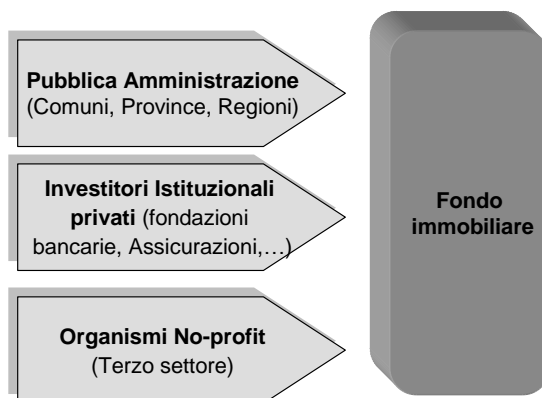 Pubblica Amministrazione
(Comuni, Province, Regioni)
Investitori Istituzionali
privati (fondazioni
bancarie, Assicurazioni,…)
Organismi No-profit
(Terzo settore)
Fondo
immobiliare